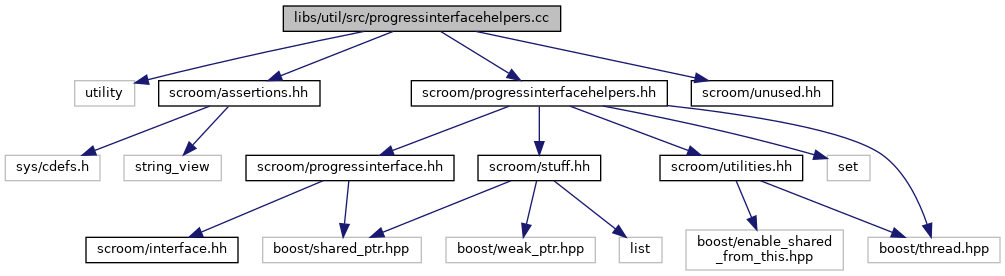 libs/util/src/progressinterfacehelpers.cc
utility
scroom/assertions.hh
scroom/progressinterfacehelpers.hh
scroom/unused.hh
sys/cdefs.h
string_view
scroom/progressinterface.hh
scroom/stuff.hh
scroom/utilities.hh
set
scroom/interface.hh
boost/shared_ptr.hpp
boost/weak_ptr.hpp
list
boost/enable_shared
_from_this.hpp
boost/thread.hpp